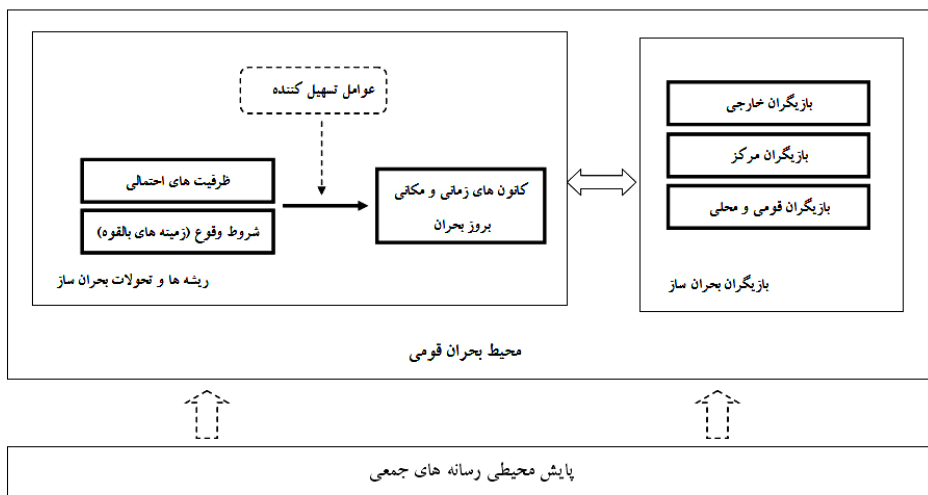 عوامل تسهیل کننده
بازیگران خارجی
بازیگران مرکز
بازیگران قومی و محلی
بازیگران بحران ساز
ظرفیت های احتمالی
شروط وقوع (زمینه های بالقوه)
کانون های زمانی و مکانی
بروز بحران
ریشه ها و تحولات بحران ساز
محیط بحران قومی
پایش محیطی رسانه های جمعی